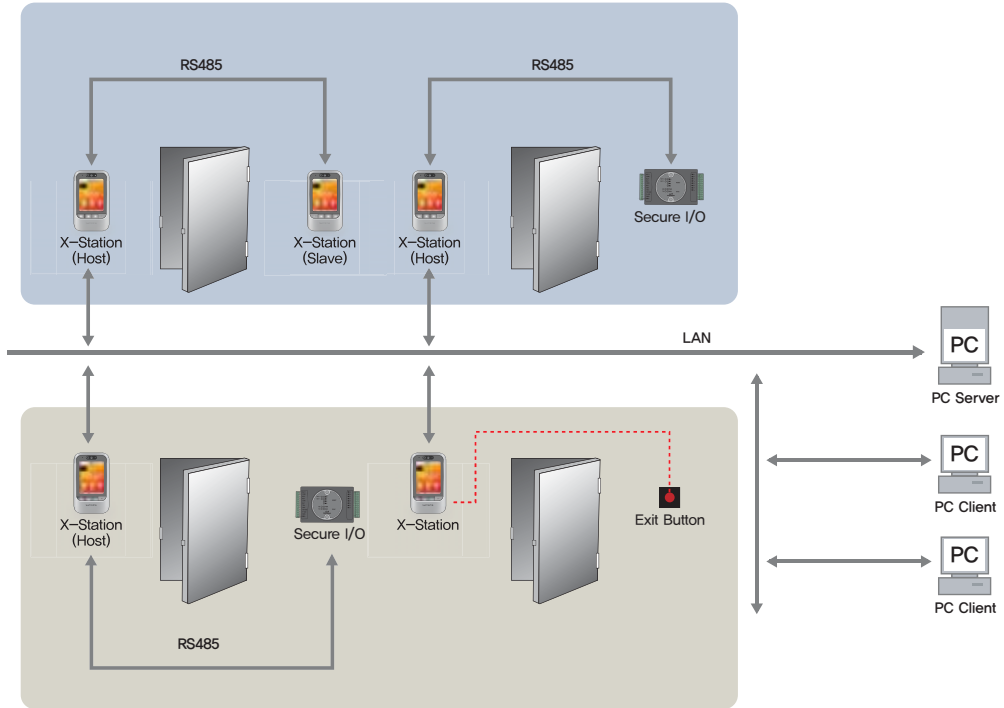 RS485
RS485
X-Station
(Host)
X-Station
(Slave)
X-Station
(Host)
Secure I/O
LAN
PC
PC Server
X-Station
(Host)
Secure I/O
X-Station
Exit Button
PC
PC Client
PC
PC Client
RS485